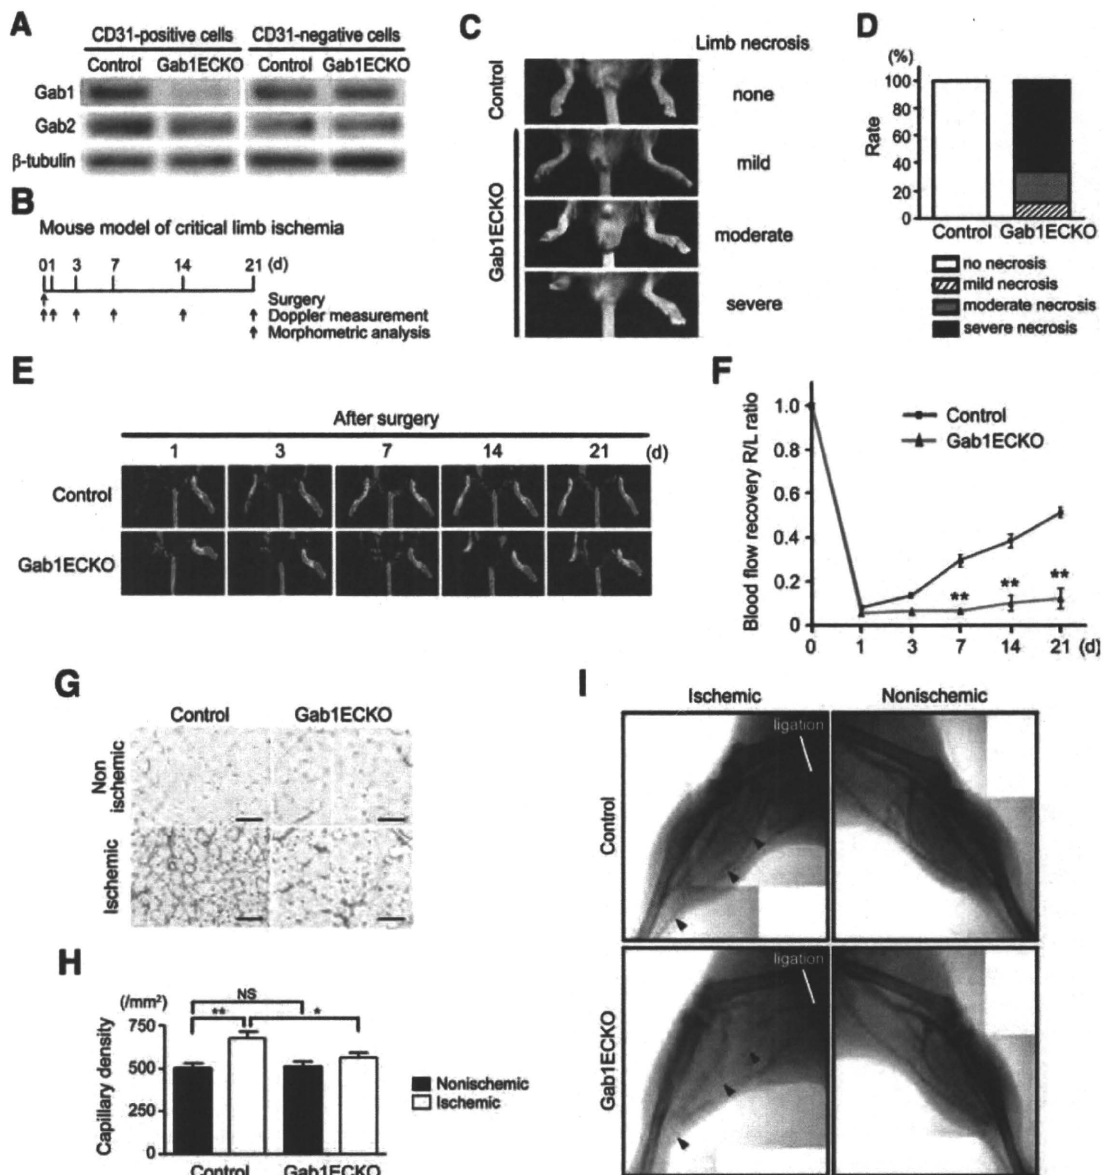 A
CD31-positive cells CD31-negative cells
Control Gab1ECKO Control Gab1ECKO
Gab1
Gab2
β-tubulin
B
Mouse model of critical limb ischemia
0 1 3 7 14 21 (d)
Surgery
Doppler measurement
Morphometric analysis
C
Limb necrosis
Control
none
Gab1ECKO
mild
moderate
severe
D
(%)
100
80
60
40
20
0
Rate
Control Gab1ECKO
no necrosis
mild necrosis
moderate necrosis
severe necrosis
E
After surgery
1 3 7 14 21 (d)
Control
Gab1ECKO
F
Blood flow recovery R/L ratio
1.0
0.8
0.6
0.4
0.2
0
Control
Gab1ECKO
** ** **
0 1 3 7 14 21 (d)
G
Control Gab1ECKO
Non ischemic
Ischemic
H
(/mm²)
Capillary density
750
500
250
0
NS
** *
Nonischemic
Ischemic
Control Gab1ECKO
I
Ischemic Nonischemic
Control
ligation
Gab1ECKO
ligation